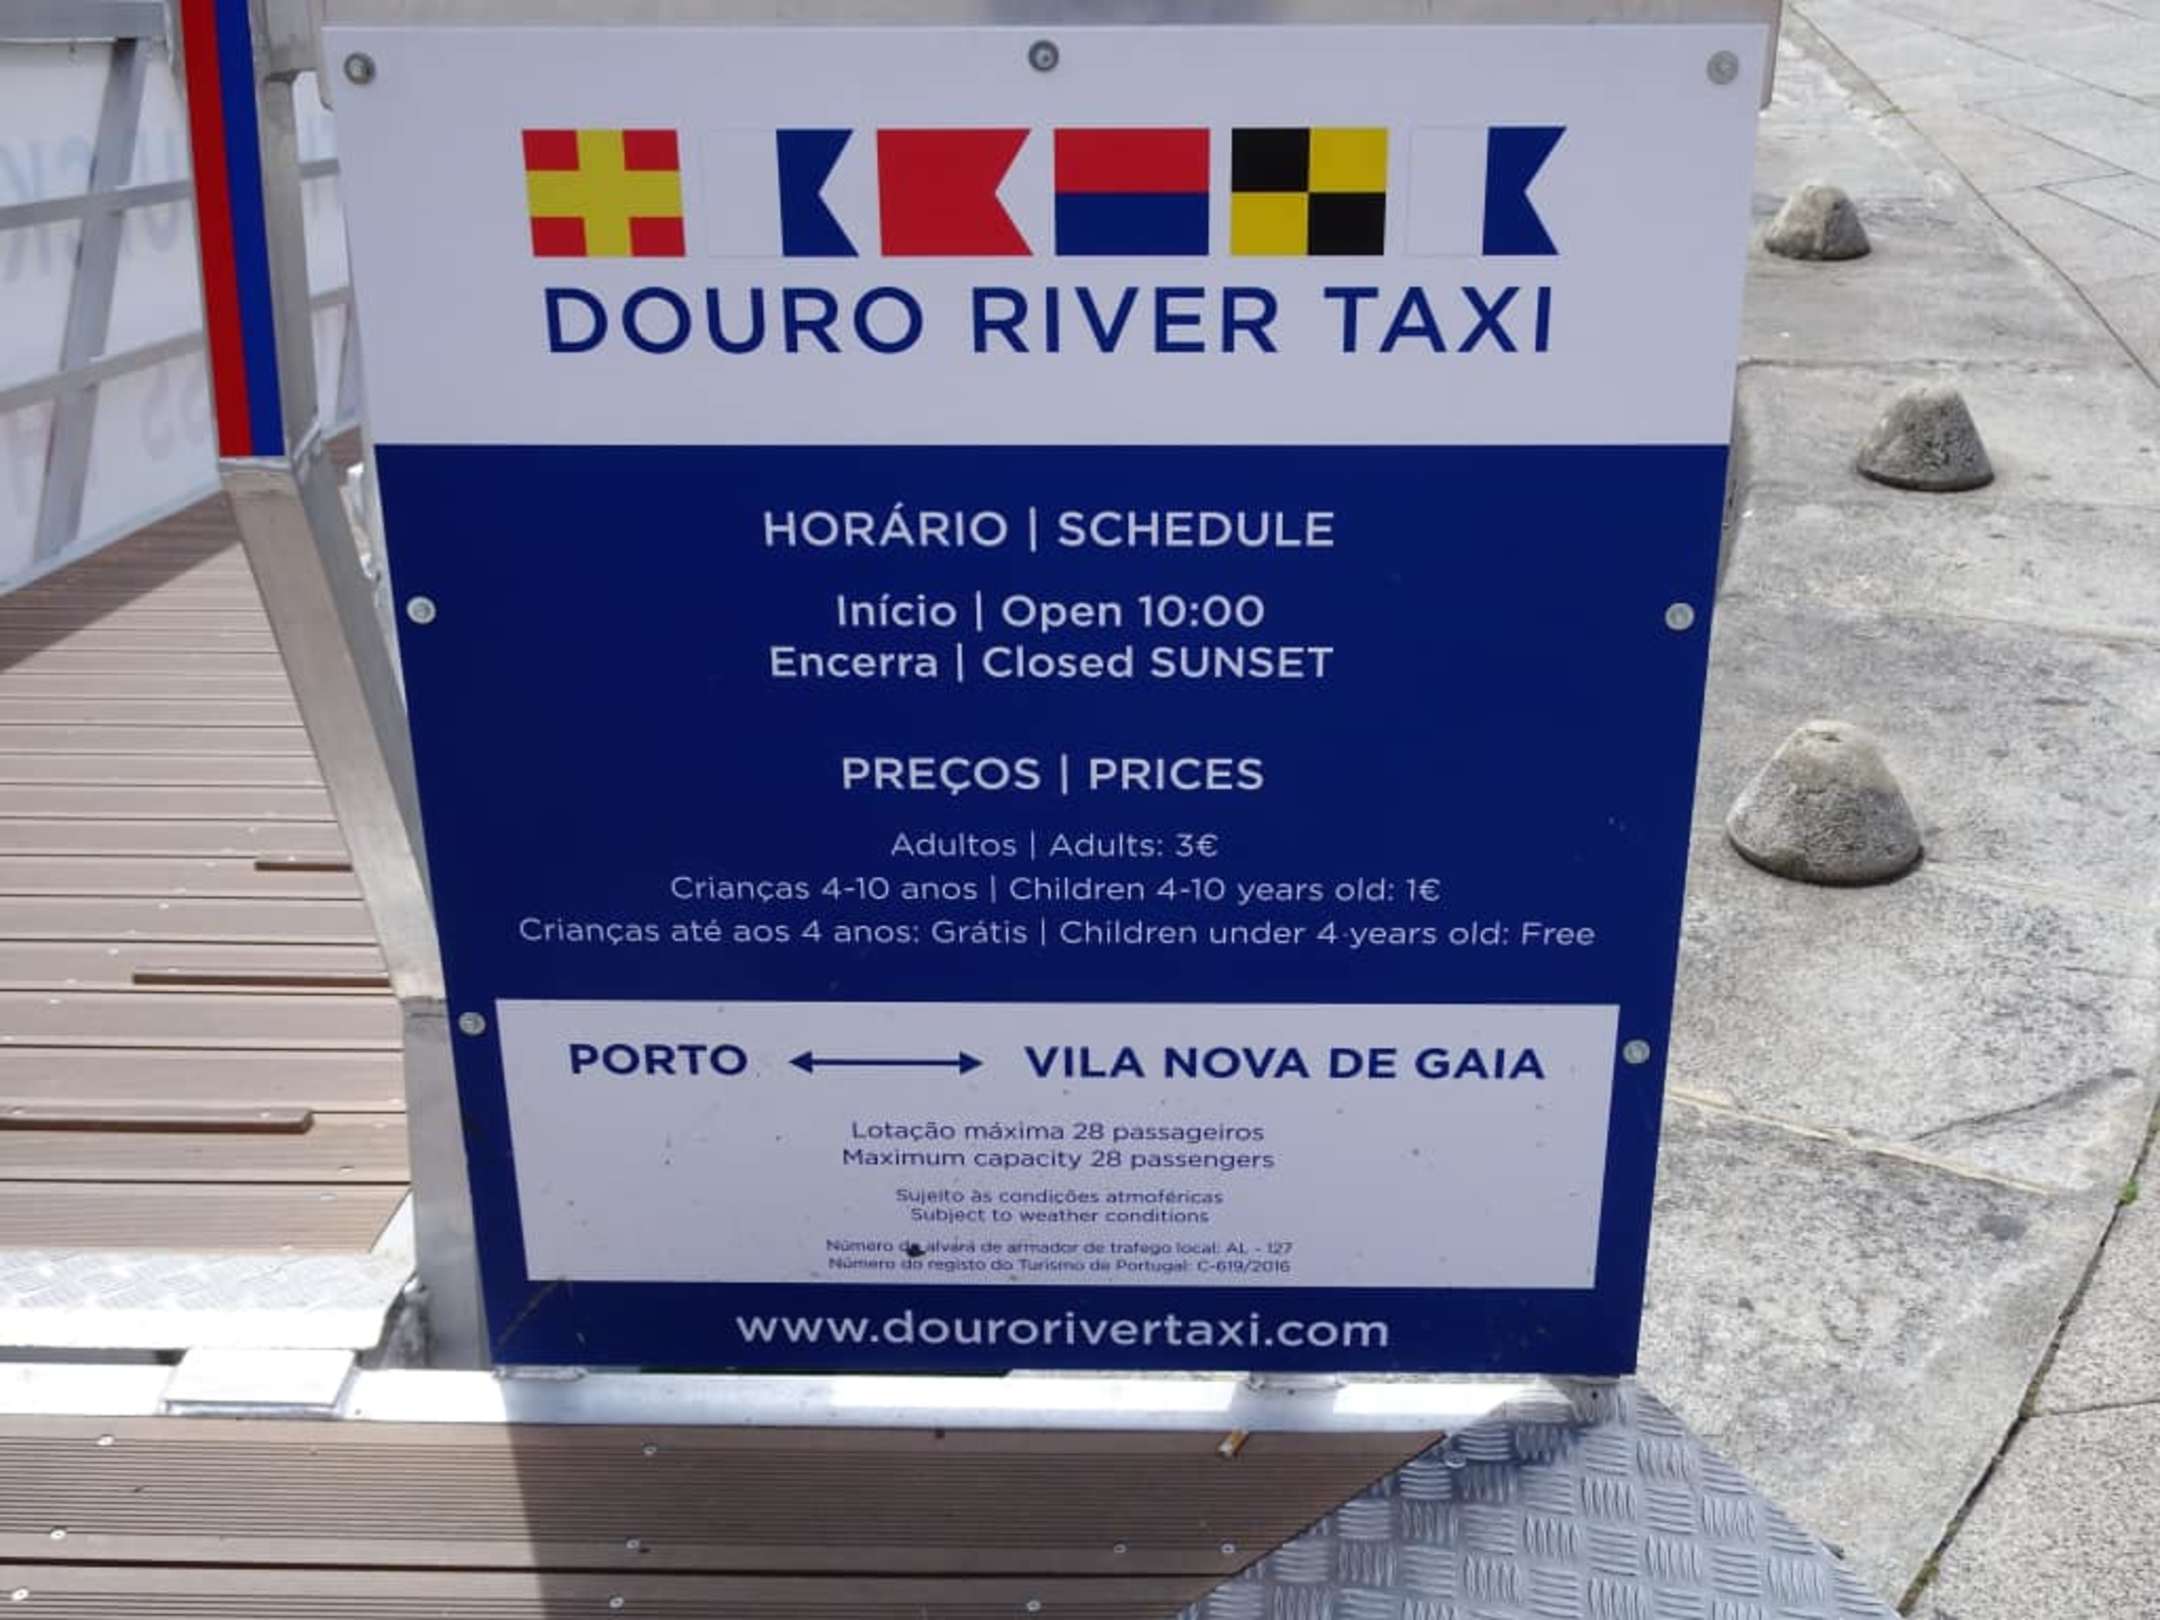 DOURO RIVER TAXI
HORÁRIO | SCHEDULE
Início | Open 10:00
Encerra | Closed SUNSET
PREÇOS | PRICES
Adultos | Adults: 3€
Crianças 4-10 anos | Children 4-10 years old: 1€
Crianças até aos 4 anos: Grátis | Children under 4 years old: Free
PORTO VILA NOVA DE GAIA
Lotação máxima 28 passageiros
Maximum capacity 28 passengers
Sujeito às condições atmoféricas
Subject to weather conditions
Número de alvará de armador de trafego local: AL - 127
Número do registo do Turismo de Portugal: C-619/2016
www.dourorivertaxi.com